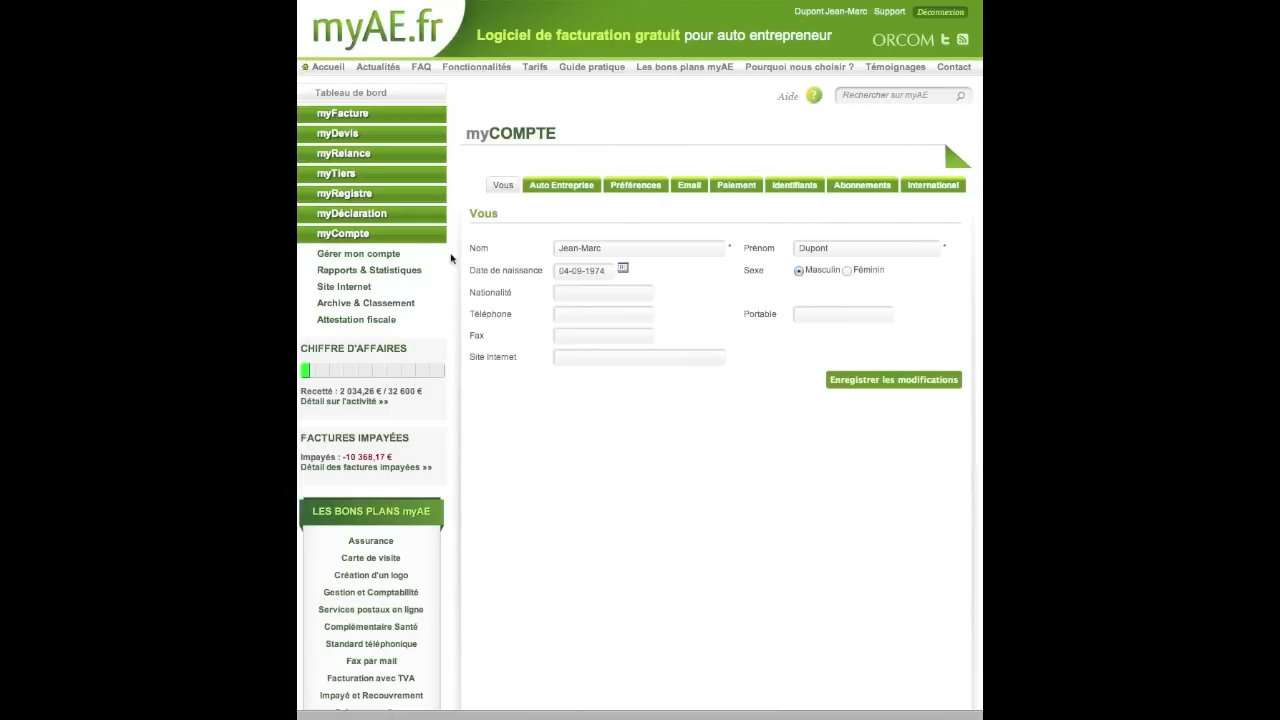 myAE.fr
Dupont Jean-Marc Support Déconnexion
Logiciel de facturation gratuit pour auto entrepreneur
ORCOM
Accueil Actualités FAQ Fonctionnalités Tarifs Guide pratique Les bons plans myAE Pourquoi nous choisir ? Témoignages Contact
Tableau de bord
Aide ? Rechercher sur myAE
myFacture
myDevis
myRelance
myTiers
myRegistre
myDéclaration
myCompte
Gérer mon compte
Rapports & Statistiques
Site Internet
Archive & Classement
Attestation fiscale
CHIFFRE D'AFFAIRES
Recetté : 2 034,26 € / 32 600 €
Détail sur l'activité »»
FACTURES IMPAYÉES
Impayés : -10 368,17 €
Détail des factures impayées »»
LES BONS PLANS myAE
Assurance
Carte de visite
Création d'un logo
Gestion et Comptabilité
Services postaux en ligne
Complémentaire Santé
Standard téléphonique
Fax par mail
Facturation avec TVA
Impayé et Recouvrement
myCOMPTE
Vous Auto Entreprise Préférences Email Paiement Identifiants Abonnements International
Vous
Nom Jean-Marc * Prénom Dupont *
Date de naissance 04-09-1974 Sexe Masculin Féminin
Nationalité
Téléphone Portable
Fax
Site Internet
Enregistrer les modifications